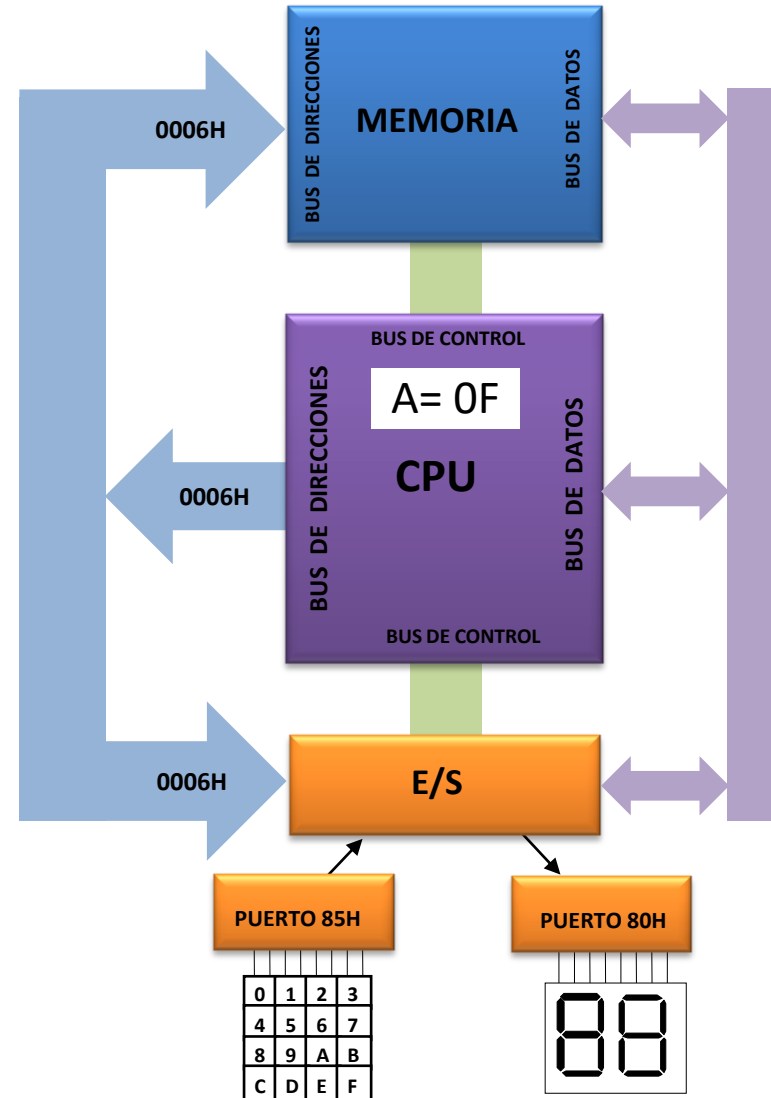 0006H
BUS DE DIRECCIONES
MEMORIA
BUS DE DATOS
BUS DE CONTROL
A= 0F
CPU
0006H
BUS DE DIRECCIONES
BUS DE DATOS
BUS DE CONTROL
0006H
E/S
PUERTO 85H
PUERTO 80H
0 1 2 3
4 5 6 7
8 9 A B
C D E F
88